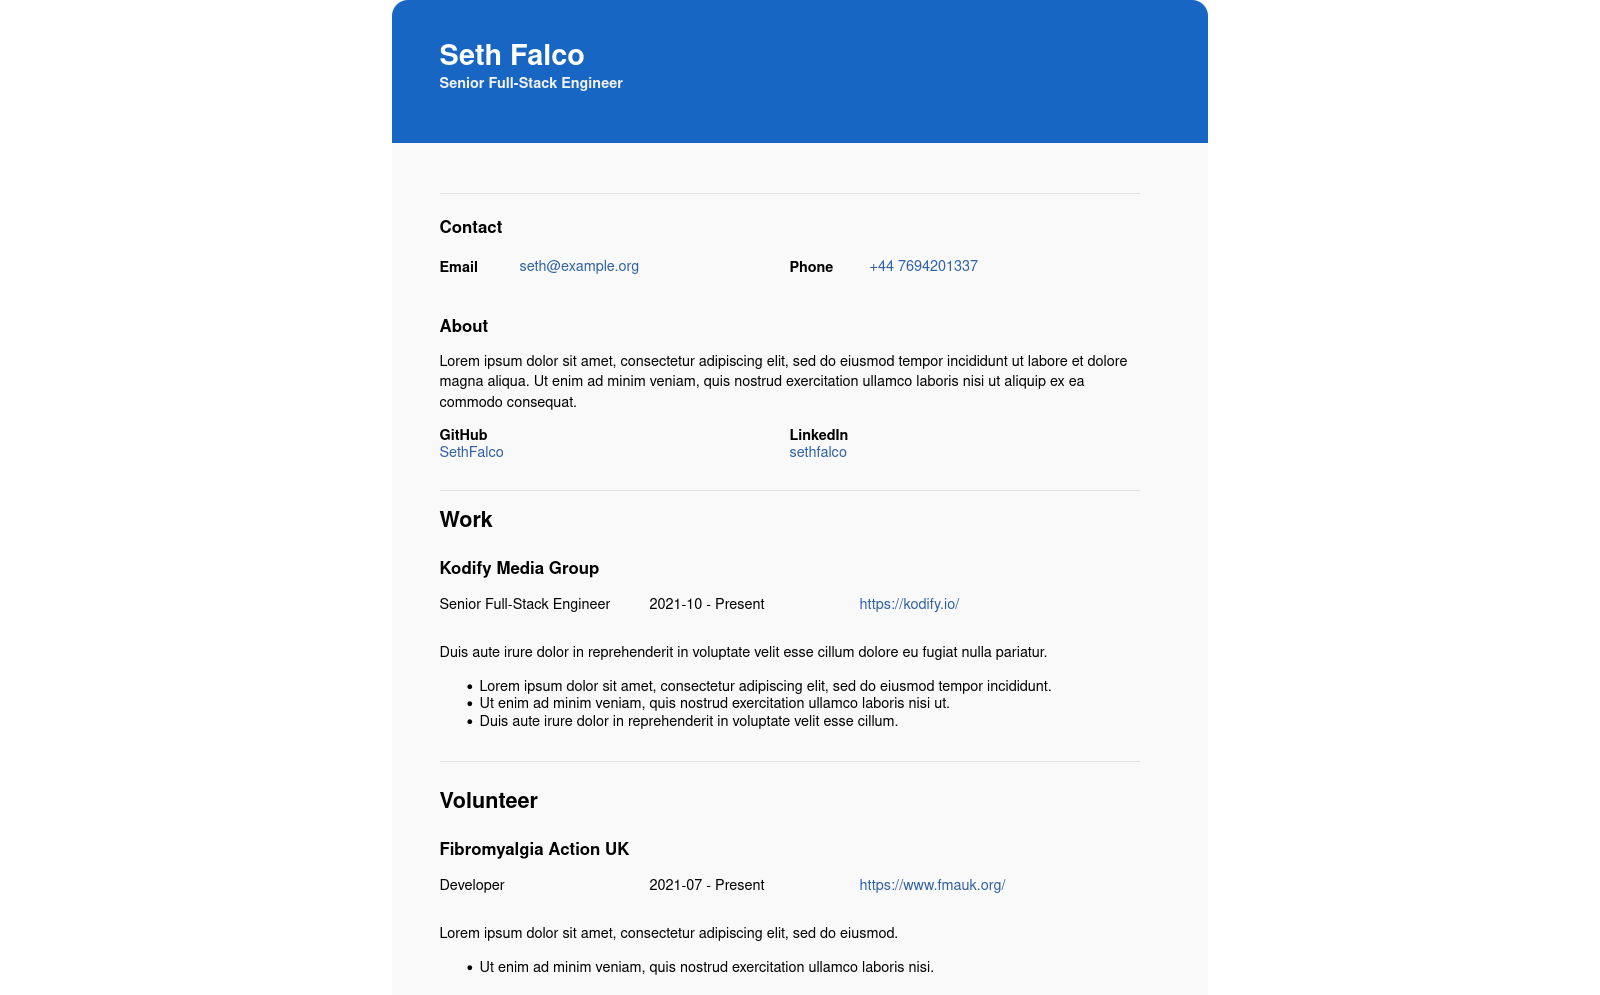 Seth Falco
Senior Full-Stack Engineer
Contact
Email seth@example.org Phone +44 7694201337
About
Lorem ipsum dolor sit amet, consectetur adipiscing elit, sed do eiusmod tempor incididunt ut labore et dolore
magna aliqua. Ut enim ad minim veniam, quis nostrud exercitation ullamco laboris nisi ut aliquip ex ea
commodo consequat.
GitHub LinkedIn
SethFalco sethfalco
Work
Kodify Media Group
Senior Full-Stack Engineer 2021-10 - Present https://kodify.io/
Duis aute irure dolor in reprehenderit in voluptate velit esse cillum dolore eu fugiat nulla pariatur.
• Lorem ipsum dolor sit amet, consectetur adipiscing elit, sed do eiusmod tempor incididunt.
• Ut enim ad minim veniam, quis nostrud exercitation ullamco laboris nisi ut.
• Duis aute irure dolor in reprehenderit in voluptate velit esse cillum.
Volunteer
Fibromyalgia Action UK
Developer 2021-07 - Present https://www.fmauk.org/
Lorem ipsum dolor sit amet, consectetur adipiscing elit, sed do eiusmod.
• Ut enim ad minim veniam, quis nostrud exercitation ullamco laboris nisi.